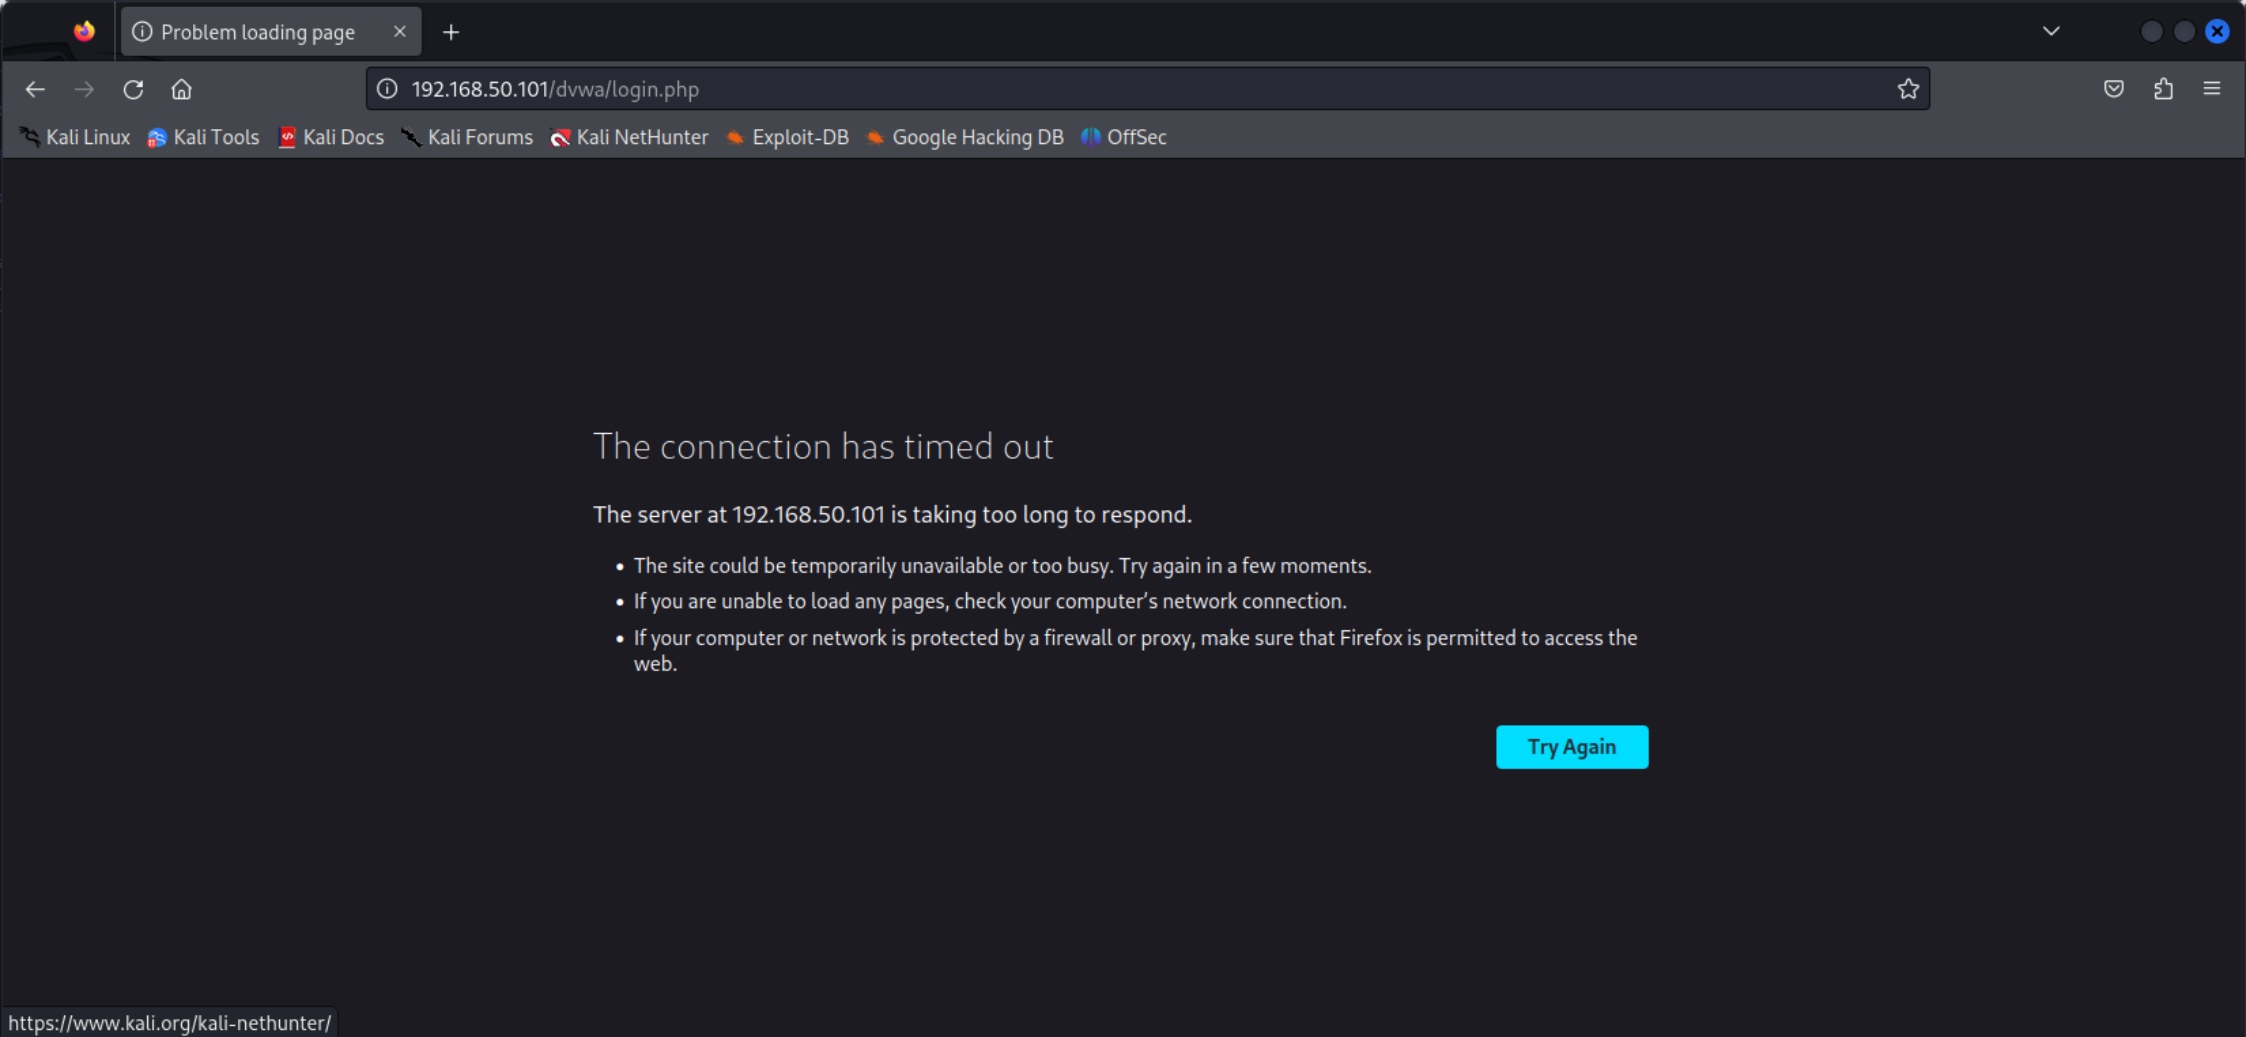 Problem loading page
192.168.50.101/dvwa/login.php
Kali Linux Kali Tools Kali Docs Kali Forums Kali NetHunter Exploit-DB Google Hacking DB OffSec
The connection has timed out
The server at 192.168.50.101 is taking too long to respond.
• The site could be temporarily unavailable or too busy. Try again in a few moments.
• If you are unable to load any pages, check your computer’s network connection.
• If your computer or network is protected by a firewall or proxy, make sure that Firefox is permitted to access the
web.
Try Again
https://www.kali.org/kali-nethunter/